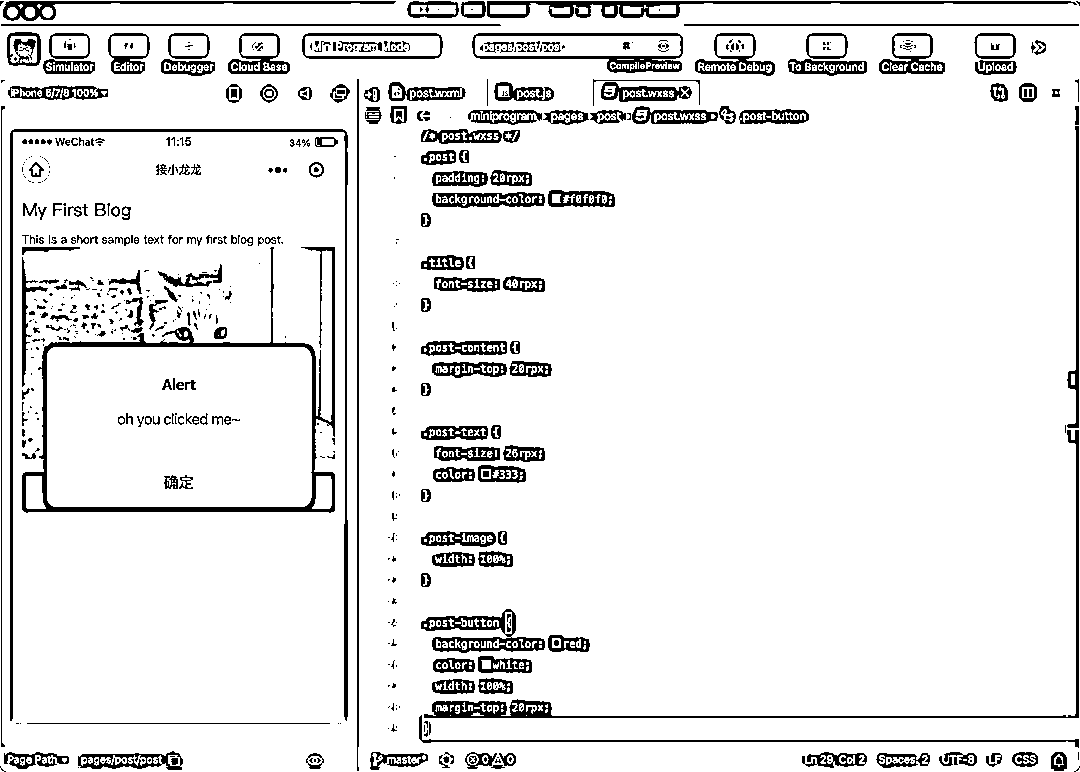 Mini Program Mode
pages/post/post
Simulator Editor Debugger Cloud Base Compile Preview Remote Debug To Background Clear Cache Upload
iPhone 6/7/8 100%
post.wxml post.js post.wxss
miniprogram pages post post.wxss .post-button
WeChat 11:15 34%
接小龙龙
My First Blog
This is a short sample text for my first blog post.
Alert
oh you clicked me~
确定
/* post.wxss */
.post {
padding: 20rpx;
background-color: #f0f0f0;
}
.title {
font-size: 40rpx;
}
.post-content {
margin-top: 20rpx;
}
.post-text {
font-size: 26rpx;
color: #333;
}
.post-image {
width: 100%;
}
.post-button {
background-color: red;
color: white;
width: 100%;
margin-top: 20rpx;
}
Page Path pages/post/post
master* 0 0 Ln 29, Col 2 Spaces: 2 UTF-8 LF CSS